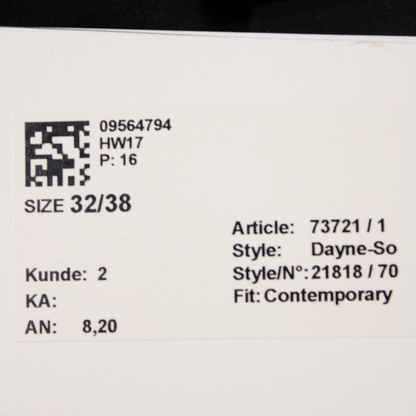 09564794
HW17
P: 16
SIZE 32/38
Article: 73721 / 1
Style: Dayne-So
Style/N°: 21818 / 70
Fit: Contemporary
Kunde: 2
KA:
AN: 8,20